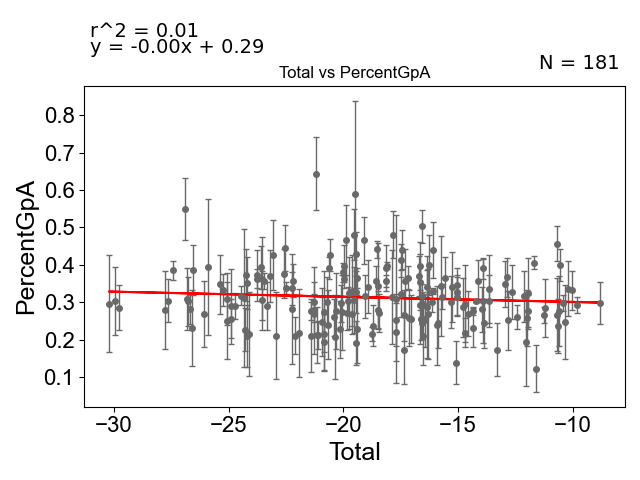 r^2 = 0.01
y = -0.00x + 0.29
N = 181
Total vs PercentGpA
PercentGpA
0.8
0.7
0.6
0.5
0.4
0.3
0.2
0.1
−30 −25 −20 −15 −10
Total